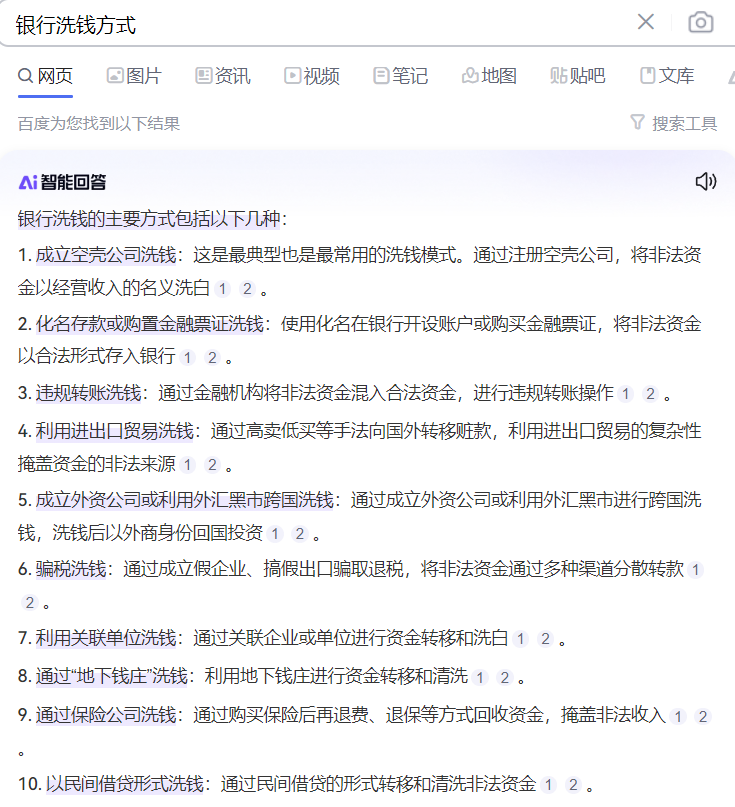 银行洗钱方式
网页 图片 资讯 视频 笔记 地图 贴吧 文库
百度为您找到以下结果 搜索工具
Ai智能回答
银行洗钱的主要方式包括以下几种：
1. 成立空壳公司洗钱：这是最典型也是最常用的洗钱模式。通过注册空壳公司，将非法资
金以经营收入的名义洗白 1 2 。
2. 化名存款或购置金融票证洗钱：使用化名在银行开设账户或购买金融票证，将非法资金
以合法形式存入银行 1 2 。
3. 违规转账洗钱：通过金融机构将非法资金混入合法资金，进行违规转账操作 1 2 。
4. 利用进出口贸易洗钱：通过高卖低买等手法向国外转移赃款，利用进出口贸易的复杂性
掩盖资金的非法来源 1 2 。
5. 成立外资公司或利用外汇黑市跨国洗钱：通过成立外资公司或利用外汇黑市进行跨国洗
钱，洗钱后以外商身份回国投资 1 2 。
6. 骗税洗钱：通过成立假企业、搞假出口骗取退税，将非法资金通过多种渠道分散转款 1
2 。
7. 利用关联单位洗钱：通过关联企业或单位进行资金转移和洗白 1 2 。
8. 通过“地下钱庄”洗钱：利用地下钱庄进行资金转移和清洗 1 2 。
9. 通过保险公司洗钱：通过购买保险后再退费、退保等方式回收资金，掩盖非法收入 1 2
。
10. 以民间借贷形式洗钱：通过民间借贷的形式转移和清洗非法资金 1 2 。